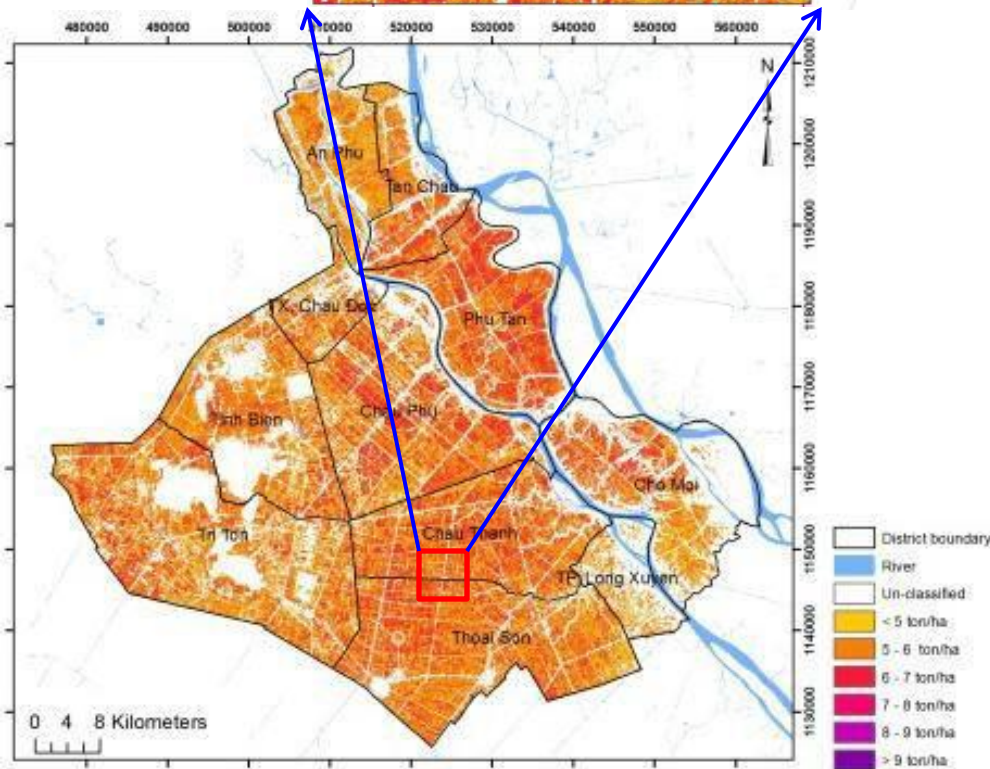 480000 490000 500000 510000 520000 530000 540000 550000 560000
N
1210000
1200000
1190000
1180000
1170000
1160000
1150000
1140000
1130000
An Phu
Tan Chau
TX. Chau Doc
Phu Tan
Tinh Bien
Chau Phu
Cho Moi
Tri Ton
Chau Thanh
TP. Long Xuyen
Thoai Son
0 4 8 Kilometers
District boundary
River
Un-classified
< 5 ton/ha
5 - 6 ton/ha
6 - 7 ton/ha
7 - 8 ton/ha
8 - 9 ton/ha
> 9 ton/ha